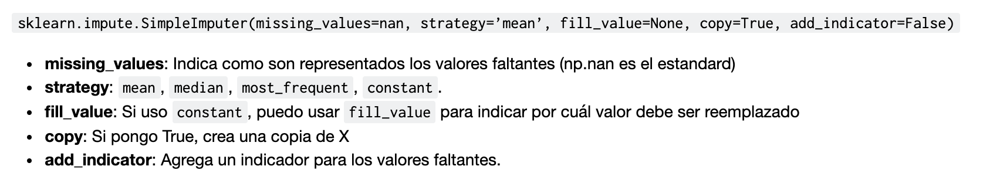 sklearn.impute.SimpleImputer(missing_values=nan, strategy=’mean’, fill_value=None, copy=True, add_indicator=False)
• missing_values: Indica como son representados los valores faltantes (np.nan es el estandard)
• strategy: mean, median, most_frequent, constant.
• fill_value: Si uso constant, puedo usar fill_value para indicar por cuál valor debe ser reemplazado
• copy: Si pongo True, crea una copia de X
• add_indicator: Agrega un indicador para los valores faltantes.